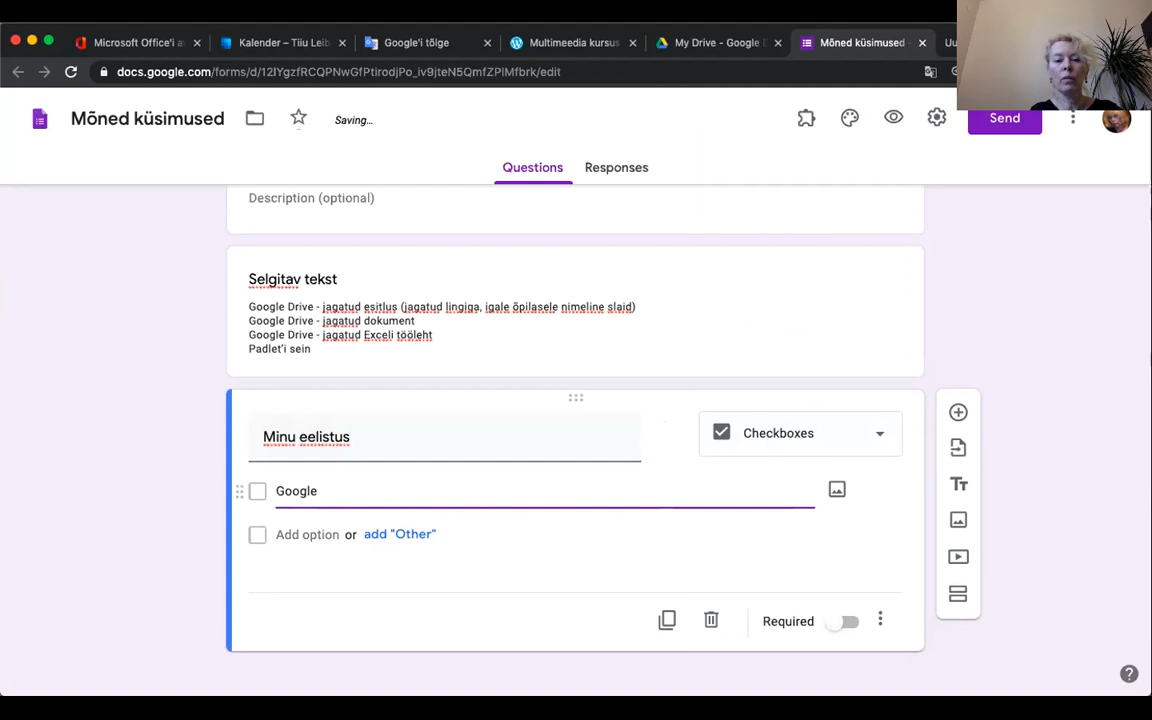 Microsoft Office'i av
Kalender – Tiiu Leib
Google'i tõlge
Multimeedia kursus
My Drive - Google D
Mõned küsimused
Uu
docs.google.com/forms/d/12IYgzfRCQPNwGfPtirodjPo_iv9jteN5QmfZPlMfbrk/edit
Mõned küsimused
Saving...
Send
Questions
Responses
Description (optional)
Selgitav tekst
Google Drive - jagatud esitlus (jagatud lingiga, igale õpilasele nimeline slaid)
Google Drive - jagatud dokument
Google Drive - jagatud Exceli tööleht
Padlet'i sein
Minu eelistus
Checkboxes
Google
Add option or add "Other"
Required